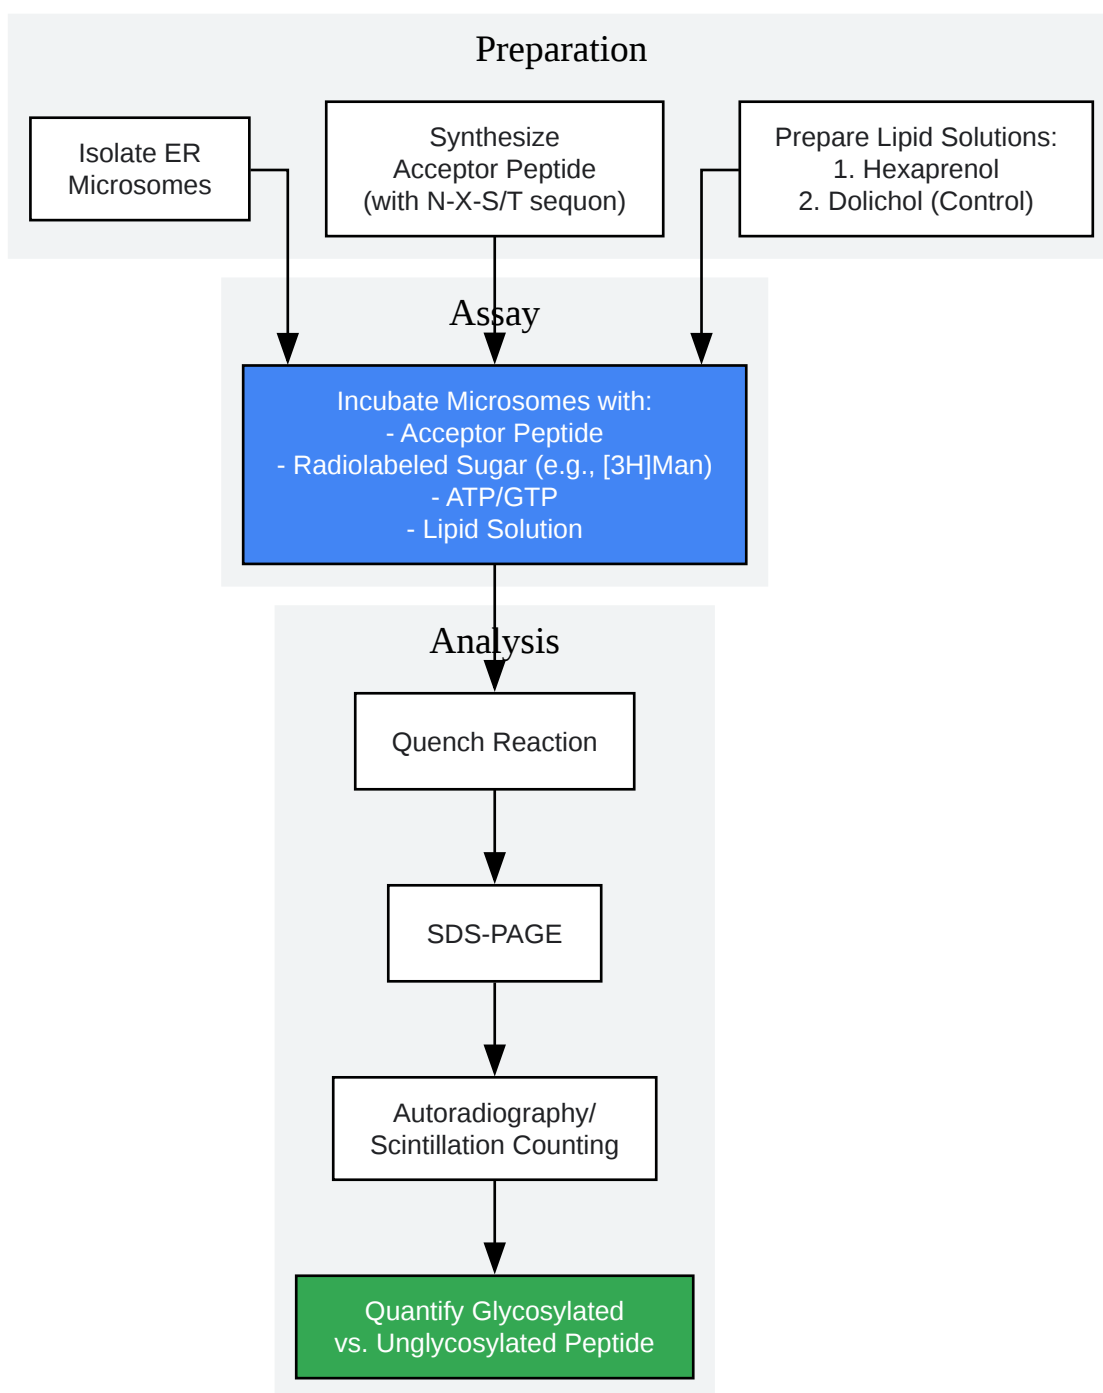 Preparation
Isolate ER
Microsomes
Synthesize
Acceptor Peptide
(with N-X-S/T sequon)
Prepare Lipid Solutions:
1. Hexaprenol
2. Dolichol (Control)
Assay
Incubate Microsomes with:
- Acceptor Peptide
- Radiolabeled Sugar (e.g., [3H]Man)
- ATP/GTP
- Lipid Solution
Analysis
Quench Reaction
SDS-PAGE
Autoradiography/
Scintillation Counting
Quantify Glycosylated
vs. Unglycosylated Peptide